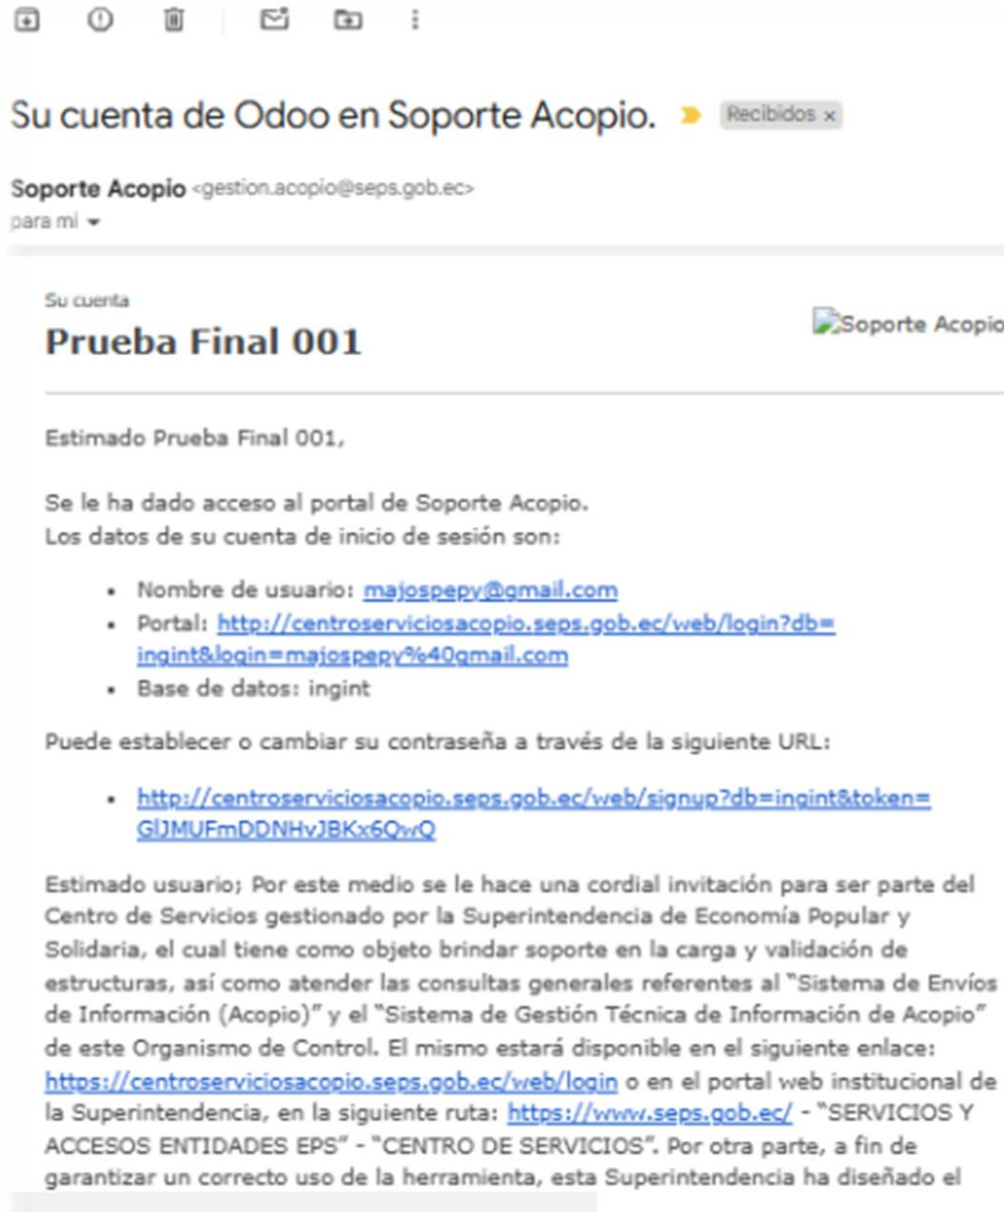 Su cuenta de Odoo en Soporte Acopio. Recibidos x
Soporte Acopio <gestion.acopio@seps.gob.ec>
para mi
Su cuenta
Prueba Final 001
Soporte Acopio
Estimado Prueba Final 001,
Se le ha dado acceso al portal de Soporte Acopio.
Los datos de su cuenta de inicio de sesión son:
• Nombre de usuario: majospepy@gmail.com
• Portal: http://centroserviciosacopio.seps.gob.ec/web/login?db=
ingint&login=majospepy%40gmail.com
• Base de datos: ingint
Puede establecer o cambiar su contraseña a través de la siguiente URL:
• http://centroserviciosacopio.seps.gob.ec/web/signup?db=ingint&token=
GlJMUFmDDNHvJBKx6QwQ
Estimado usuario; Por este medio se le hace una cordial invitación para ser parte del
Centro de Servicios gestionado por la Superintendencia de Economía Popular y
Solidaria, el cual tiene como objeto brindar soporte en la carga y validación de
estructuras, así como atender las consultas generales referentes al "Sistema de Envíos
de Información (Acopio)" y el "Sistema de Gestión Técnica de Información de Acopio"
de este Organismo de Control. El mismo estará disponible en el siguiente enlace:
https://centroserviciosacopio.seps.gob.ec/web/login o en el portal web institucional de
la Superintendencia, en la siguiente ruta: https://www.seps.gob.ec/ - "SERVICIOS Y
ACCESOS ENTIDADES EPS" - "CENTRO DE SERVICIOS". Por otra parte, a fin de
garantizar un correcto uso de la herramienta, esta Superintendencia ha diseñado el